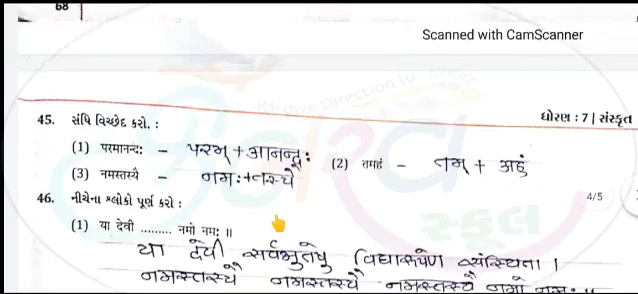 68
Scanned with CamScanner
ધોરણ : 7 | સંસ્કૃત
45. સંધિ વિચ્છેદ કરો. :
(1) परमानन्दः – परम् + आनन्दः (2) तमहं – तम् + अहं
(3) नमस्तस्यै – नमः + तस्यै
4/5
46. નીચેના શ્લોકો પૂર્ણ કરો :
(1) या देवी ......... नमो नमः ॥
या देवी सर्वभुतेषु विद्यारूपेण संस्थिता ।
नमस्तस्यै नमस्तस्यै नमस्तस्यै नमो नमः ॥